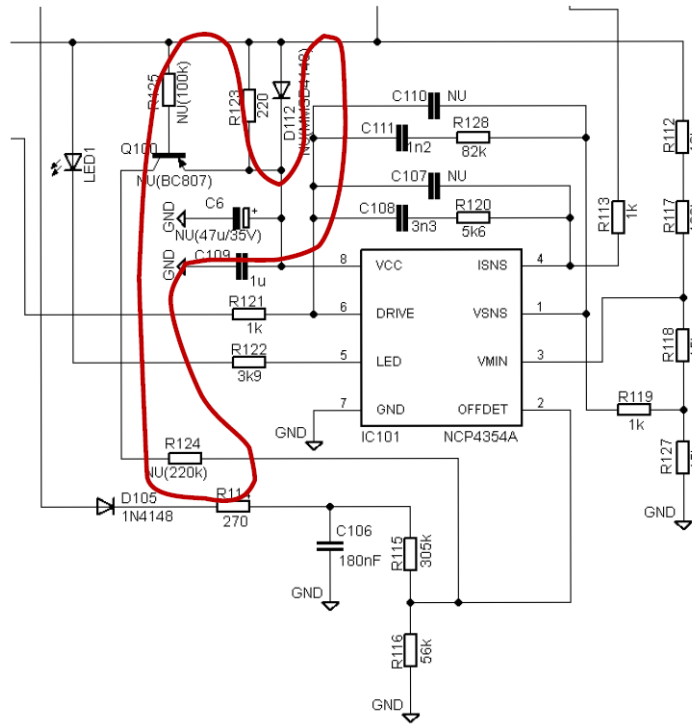 C110 NU
R125
NU(100k)
R123
220
D112
NU(MMSD4148)
C111
1n2
R128
82k
R112
Q100
LED1
NU(BC807)
C107 NU
C108
3n3
R120
5k6
R113
1k
R117
GND
C6
+
NU(47u/35V)
GND
C109
1u
8 VCC ISNS 4
R121
1k
6 DRIVE VSNS 1
R122
3k9
5 LED VMIN 3
R118
7 GND OFFDET 2
GND
IC101 NCP4354A
R119
1k
R124
NU(220k)
R127
D105
1N4148
270
C106
180nF
R115
305k
GND
GND
R116
56k
GND